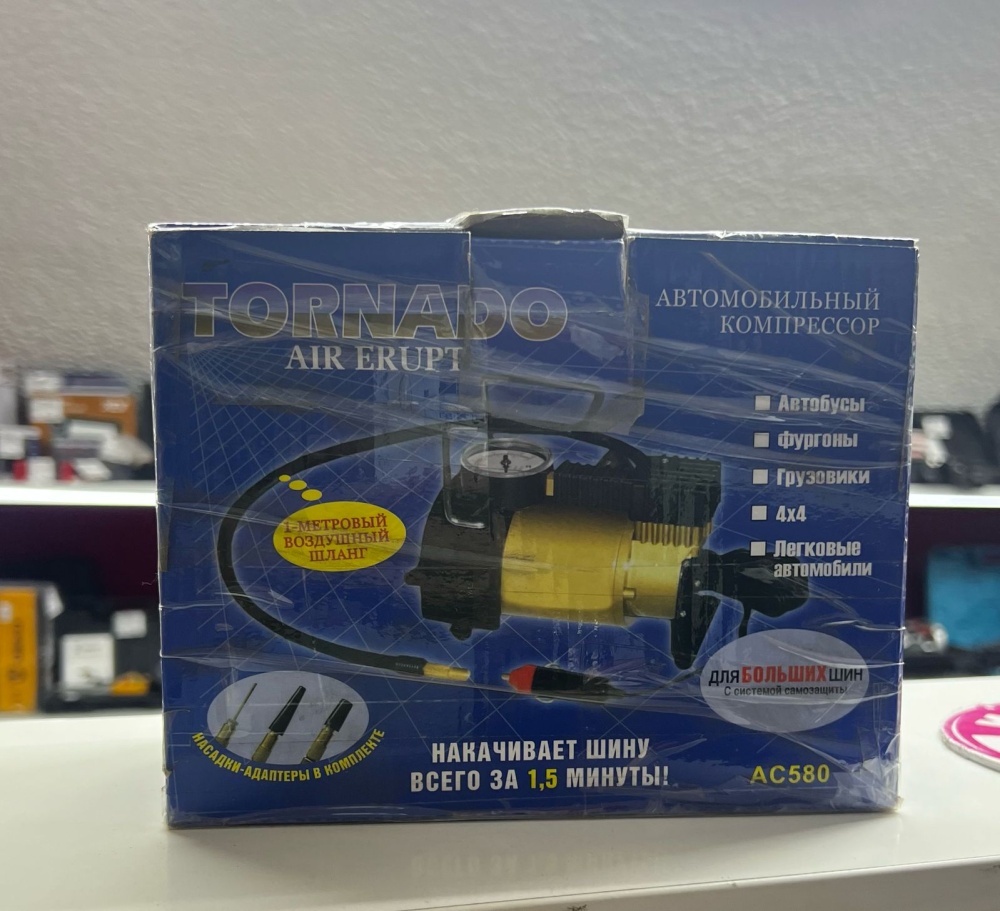 TORNADO
AIR ERUPT
АВТОМОБИЛЬНЫЙ
КОМПРЕССОР
Автобусы
фургоны
Грузовики
4x4
Легковые
автомобили
1-МЕТРОВЫЙ
ВОЗДУШНЫЙ
ШЛАНГ
для БОЛЬШИХ ШИН
С системой самозащиты
НАСАДКИ-АДАПТЕРЫ В КОМПЛЕКТЕ
НАКАЧИВАЕТ ШИНУ
ВСЕГО ЗА 1,5 МИНУТЫ!
AC580